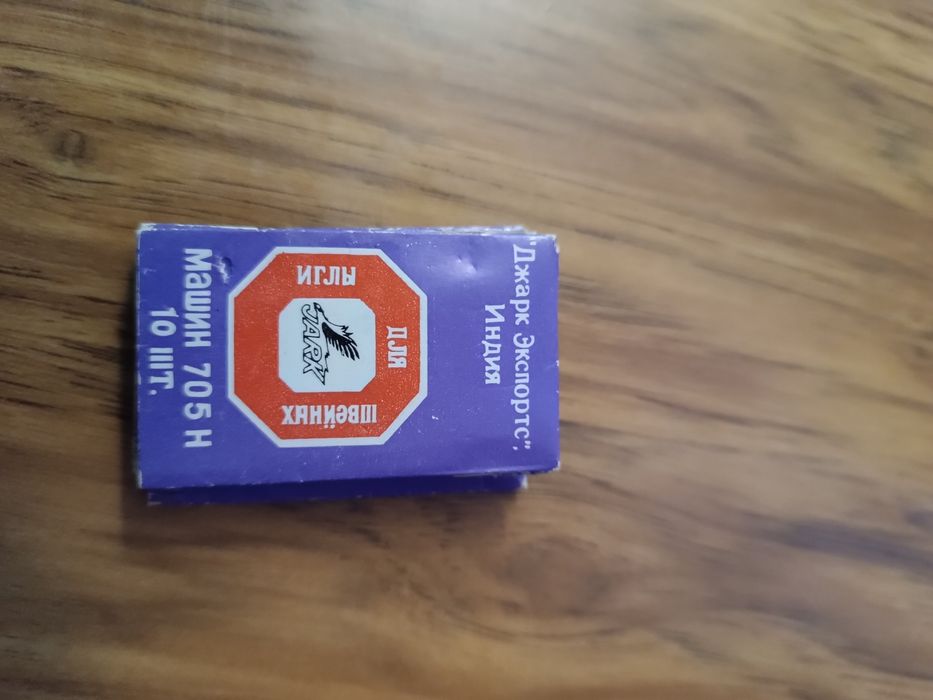 "Джарк Экспортс",
Индия
ИГЛЫ
ДЛЯ
ШВЕЙНЫХ
JARK
МАШИН 705 Н
10 ШТ.